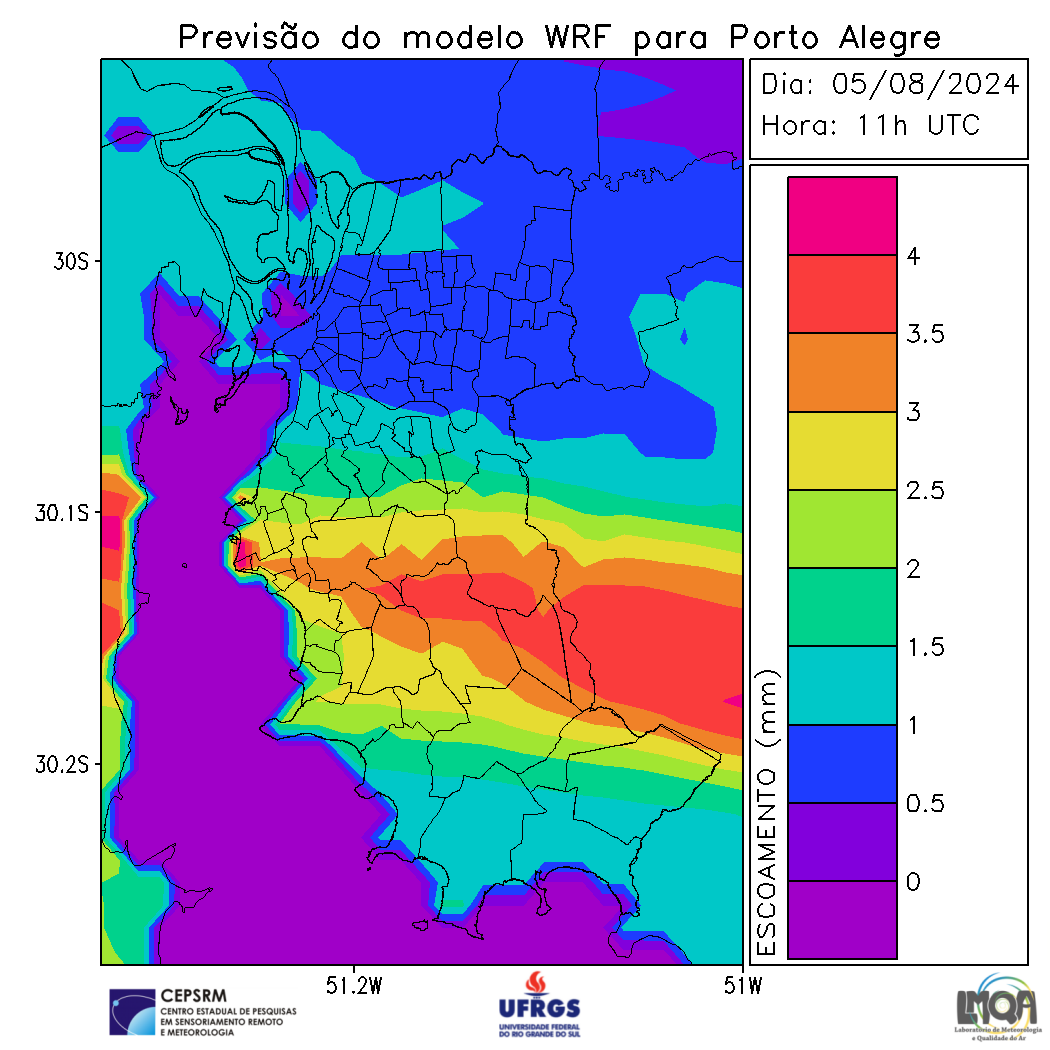 Previsão do modelo WRF para Porto Alegre
Dia: 05/08/2024
Hora: 11h UTC
30S
30.1S
30.2S
51.2W
51W
ESCOAMENTO (mm)
4
3.5
3
2.5
2
1.5
1
0.5
0
CEPSRM
CENTRO ESTADUAL DE PESQUISAS
EM SENSORIAMENTO REMOTO
E METEOROLOGIA
UFRGS
UNIVERSIDADE FEDERAL
DO RIO GRANDE DO SUL
LMQA
Laboratório de Meteorologia
e Qualidade do Ar